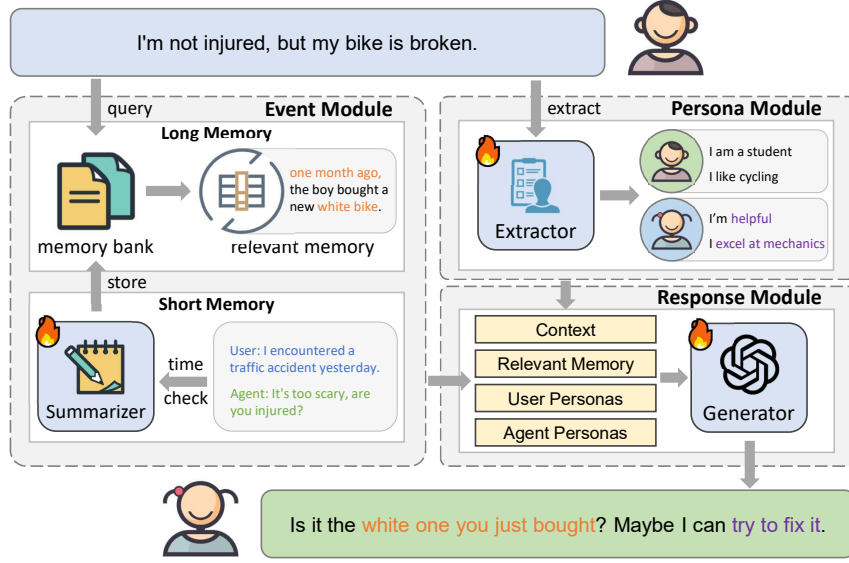 I'm not injured, but my bike is broken.
query
Event Module
Long Memory
one month ago,
the boy bought a
new white bike.
memory bank
relevant memory
store
Short Memory
Summarizer
time
check
User: I encountered a
traffic accident yesterday.
Agent: It's too scary, are
you injured?
extract
Persona Module
Extractor
I am a student
I like cycling
I'm helpful
I excel at mechanics
Response Module
Context
Relevant Memory
User Personas
Agent Personas
Generator
Is it the white one you just bought? Maybe I can try to fix it.